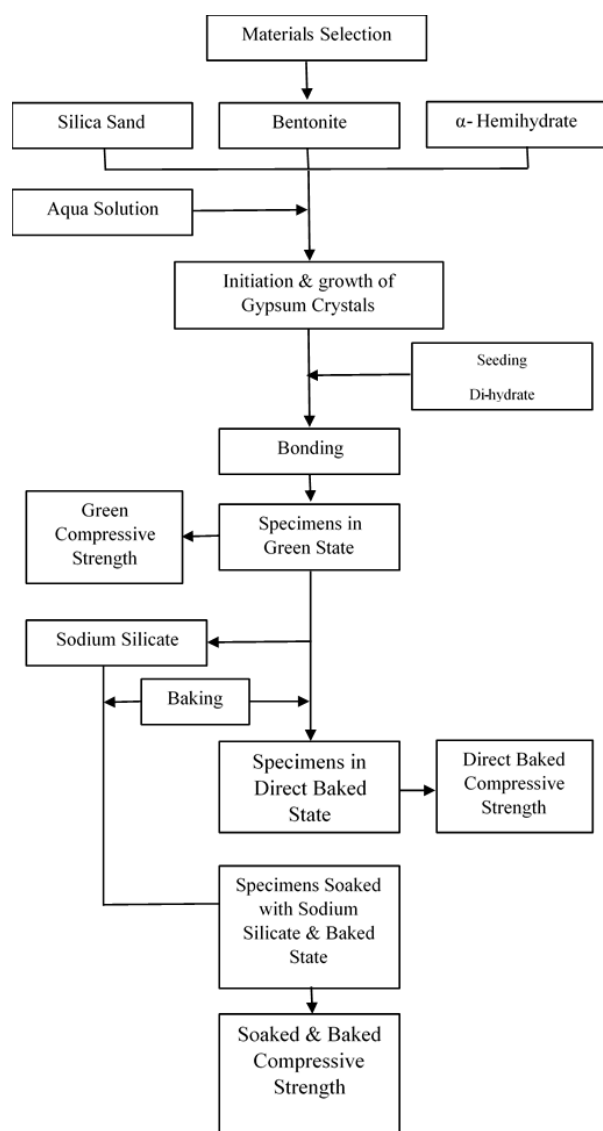 Materials Selection
Silica Sand
Bentonite
α- Hemihydrate
Aqua Solution
Initiation & growth of
Gypsum Crystals
Seeding
Di-hydrate
Bonding
Green
Compressive
Strength
Specimens in
Green State
Sodium Silicate
Baking
Specimens in
Direct Baked
State
Direct Baked
Compressive
Strength
Specimens Soaked
with Sodium
Silicate & Baked
State
Soaked & Baked
Compressive
Strength